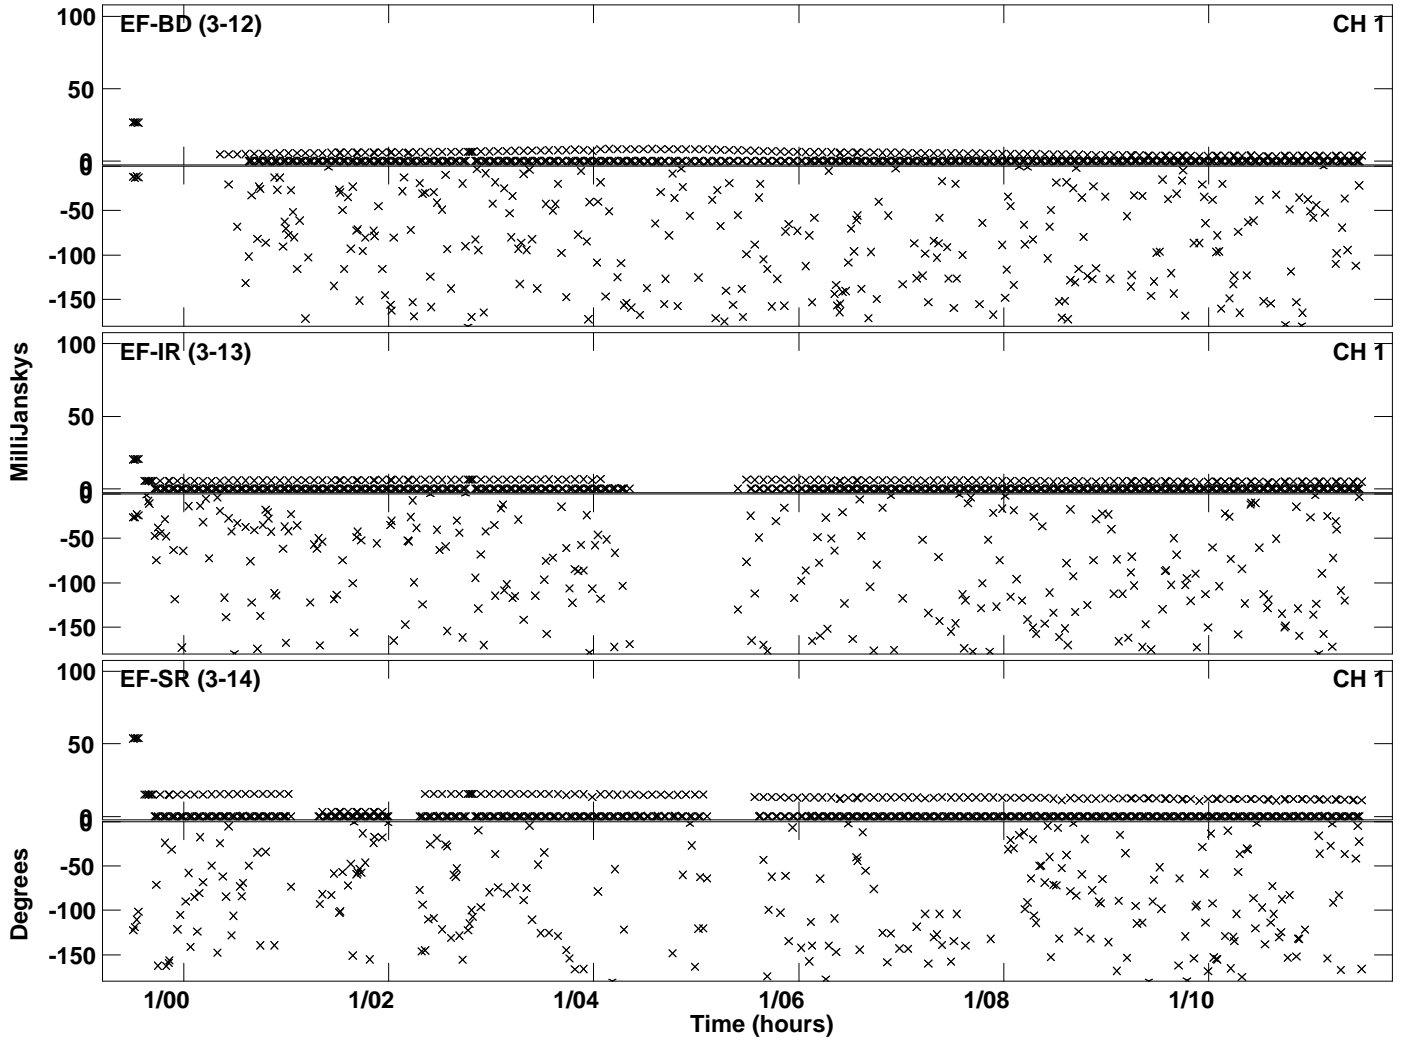 100 EF-BD (3-12) CH 1
50
0
0
-50
-100
-150
MilliJanskys
100 EF-IR (3-13) CH 1
50
0
0
-50
-100
-150
100 EF-SR (3-14) CH 1
50
0
0
-50
-100
-150
Degrees
1/00 1/02 1/04 1/06 1/08 1/10
Time (hours)